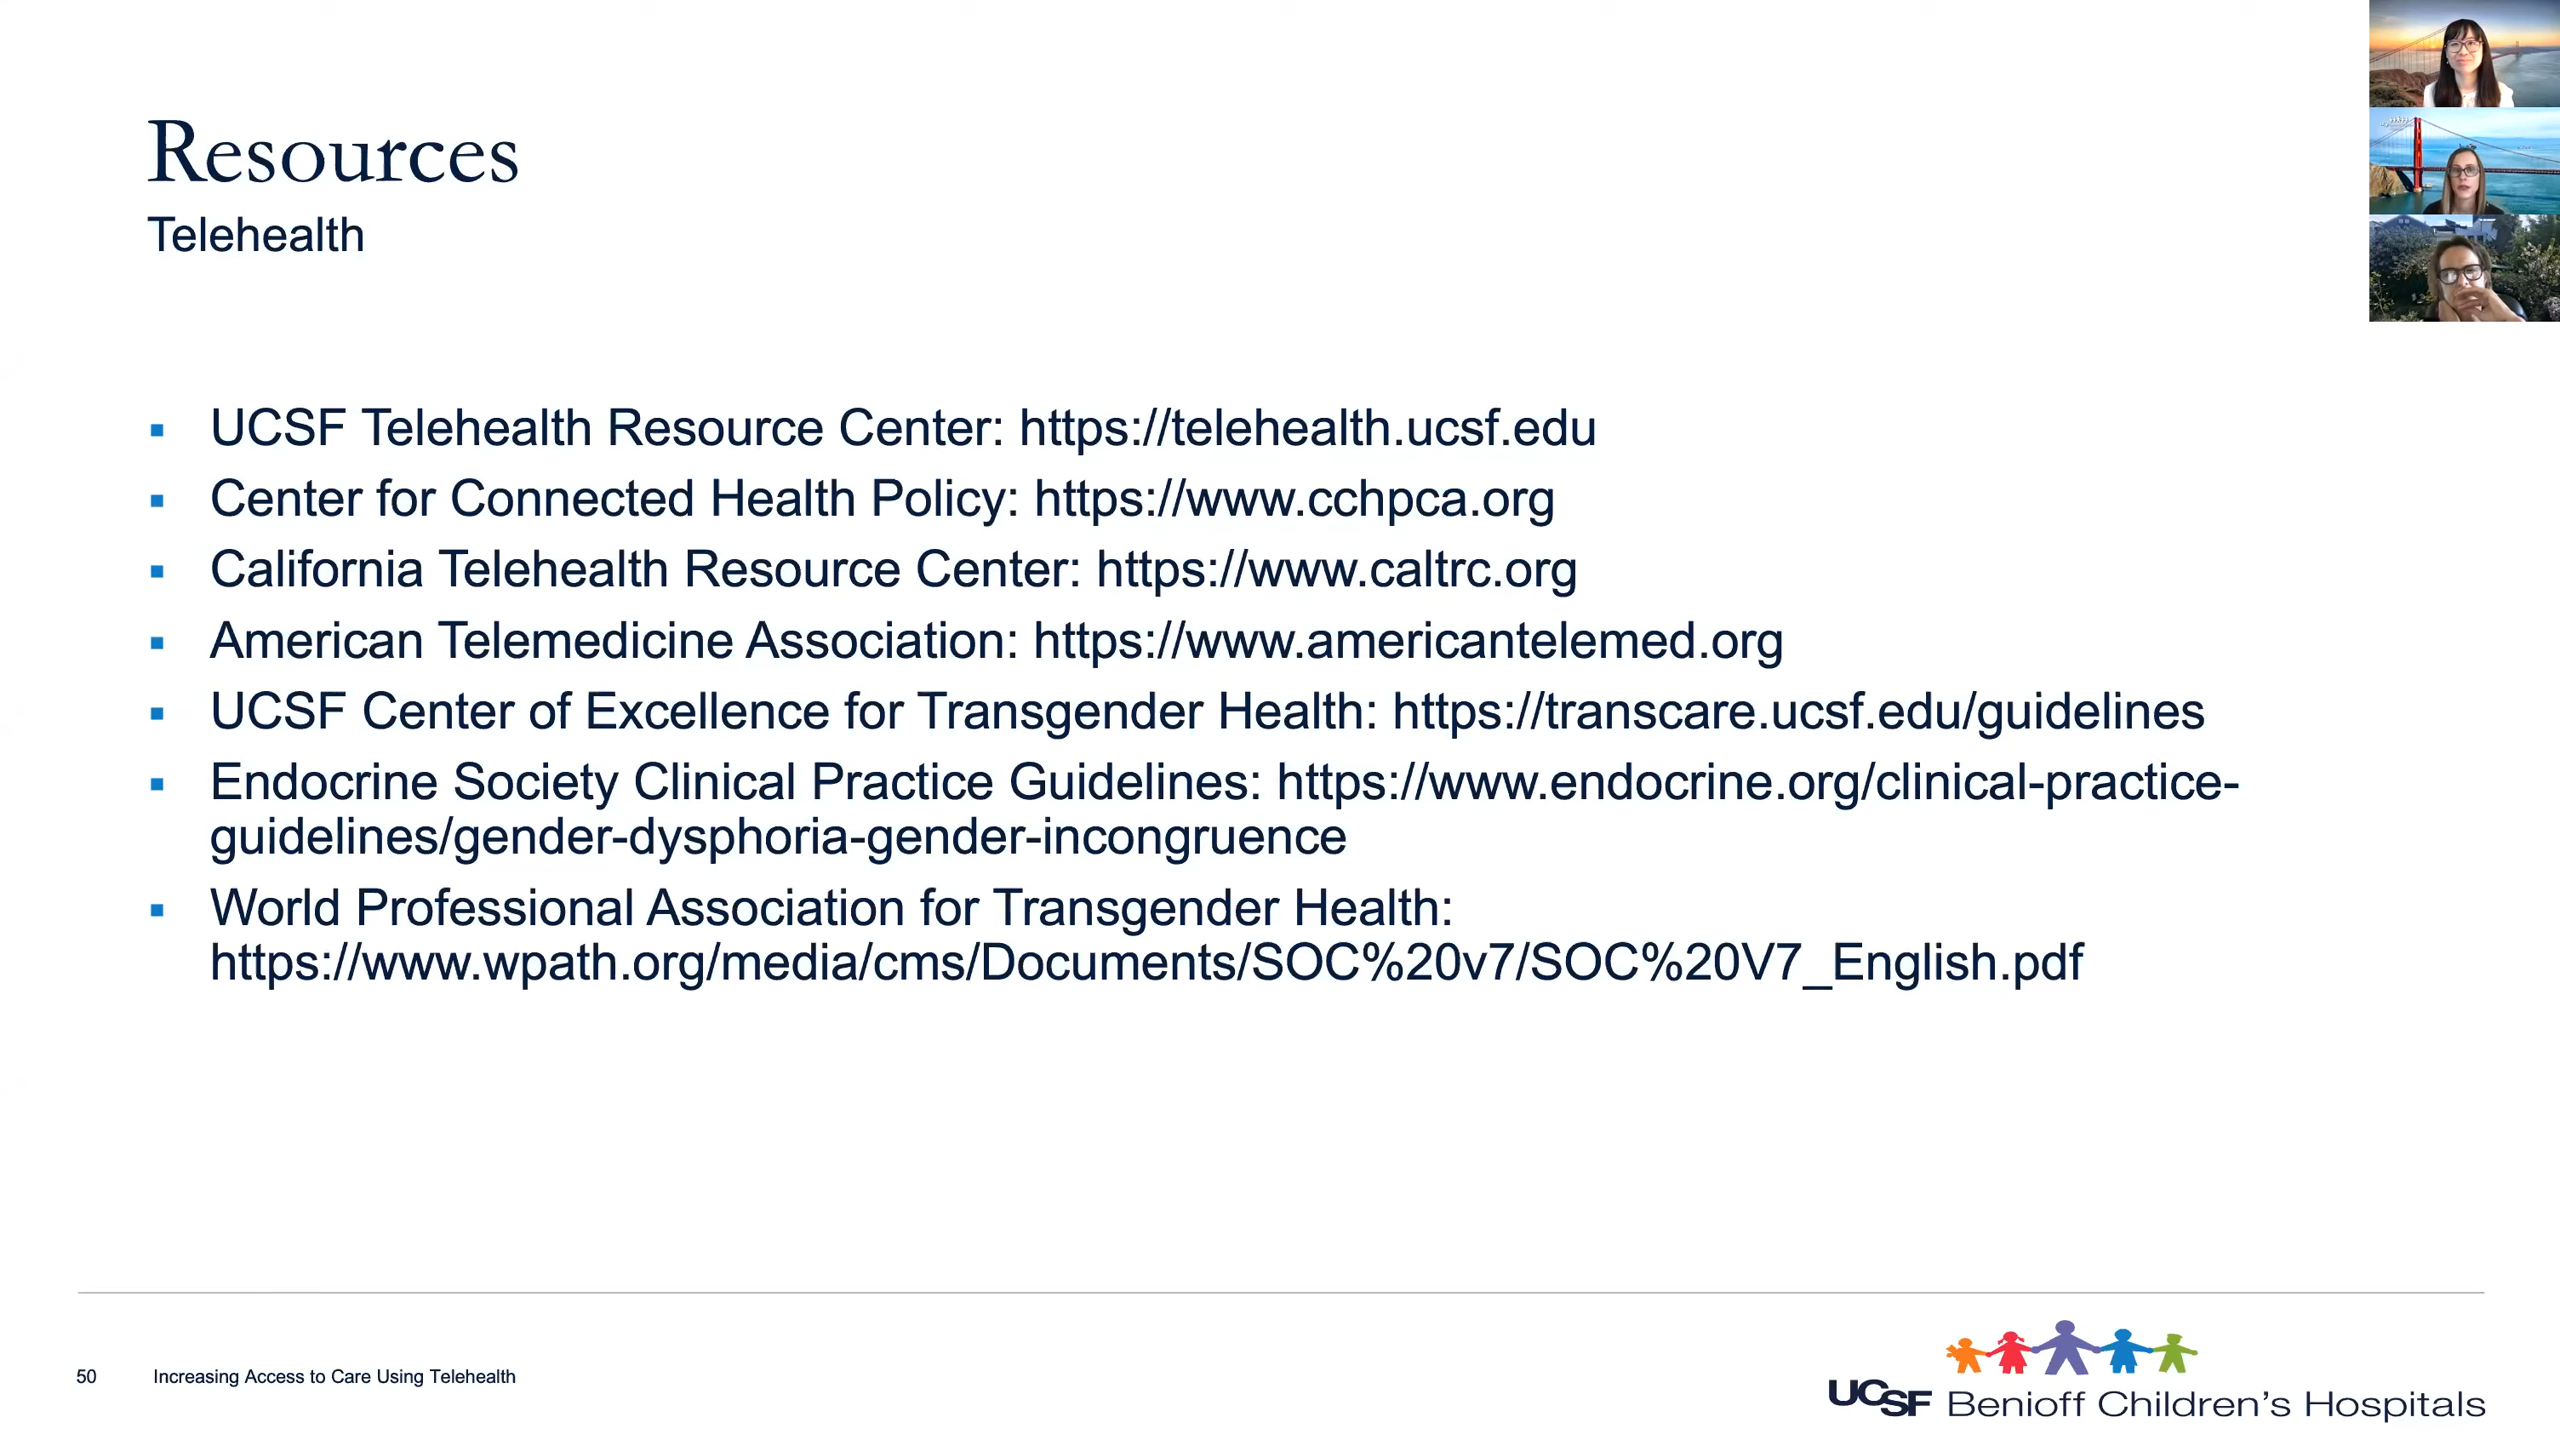 Resources
Telehealth
▪ UCSF Telehealth Resource Center: https://telehealth.ucsf.edu
▪ Center for Connected Health Policy: https://www.cchpca.org
▪ California Telehealth Resource Center: https://www.caltrc.org
▪ American Telemedicine Association: https://www.americantelemed.org
▪ UCSF Center of Excellence for Transgender Health: https://transcare.ucsf.edu/guidelines
▪ Endocrine Society Clinical Practice Guidelines: https://www.endocrine.org/clinical-practice-
guidelines/gender-dysphoria-gender-incongruence
▪ World Professional Association for Transgender Health:
https://www.wpath.org/media/cms/Documents/SOC%20v7/SOC%20V7_English.pdf
50 Increasing Access to Care Using Telehealth
UCSF Benioff Children's Hospitals